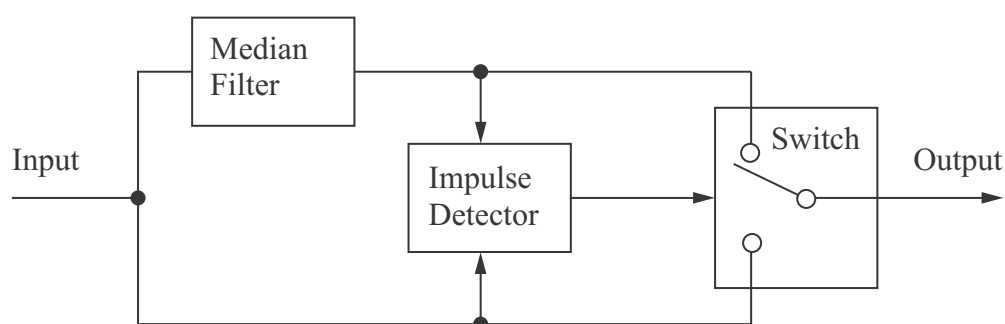 Median
Filter
Input
Impulse
Detector
Switch
Output